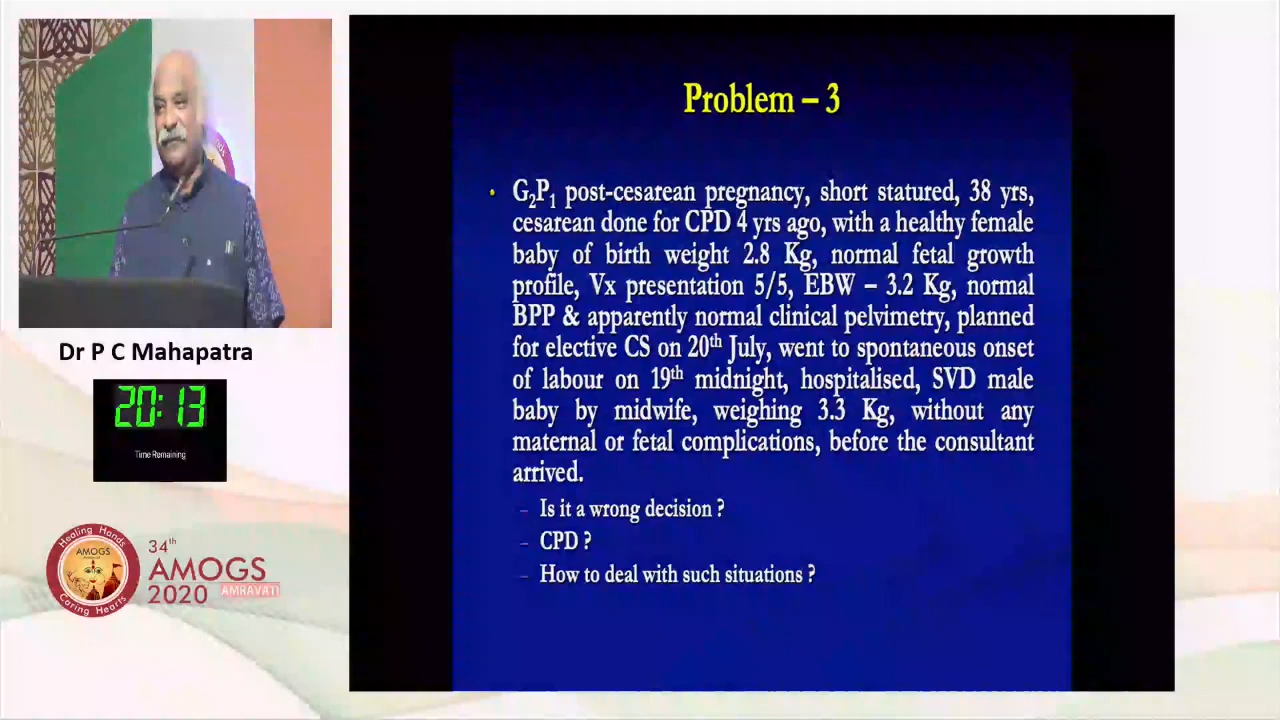 Problem – 3
• G₂P₁ post-cesarean pregnancy, short statured, 38 yrs,
cesarean done for CPD 4 yrs ago, with a healthy female
baby of birth weight 2.8 Kg, normal fetal growth
profile, Vx presentation 5/5, EBW – 3.2 Kg, normal
BPP & apparently normal clinical pelvimetry, planned
for elective CS on 20th July, went to spontaneous onset
of labour on 19th midnight, hospitalised, SVD male
baby by midwife, weighing 3.3 Kg, without any
maternal or fetal complications, before the consultant
arrived.
– Is it a wrong decision ?
– CPD ?
– How to deal with such situations ?
Dr P C Mahapatra
20:13
Time Remaining
Healing Hands
AMOGS
Caring Hearts
34th
AMOGS
2020 AMRAVATI